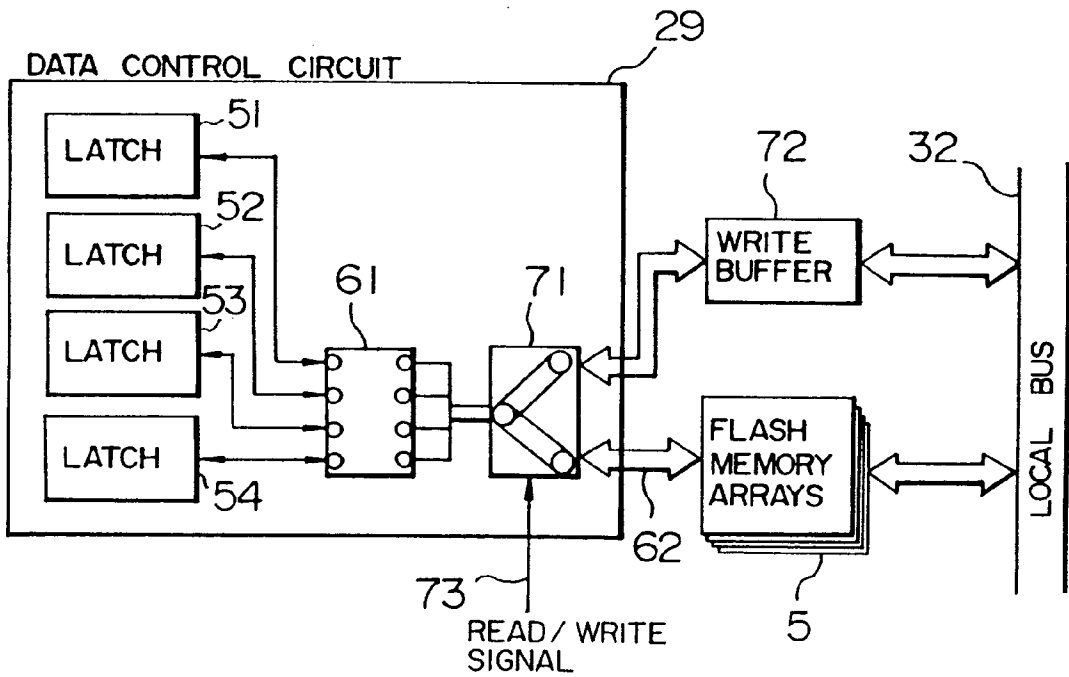 29
DATA CONTROL CIRCUIT
51
LATCH
52
LATCH
53
LATCH
54
LATCH
61
71
72
WRITE
BUFFER
32
FLASH
MEMORY
ARRAYS
62
5
LOCAL BUS
73
READ/WRITE
SIGNAL